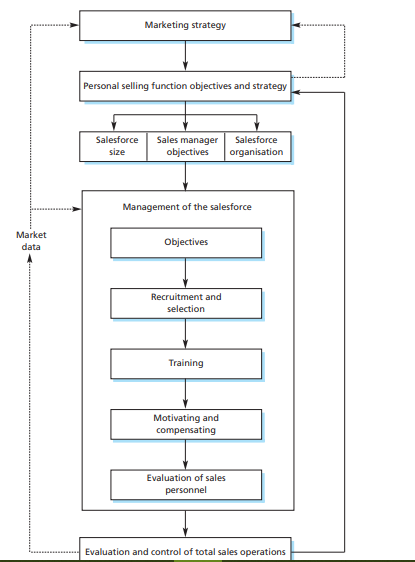 Marketing strategy
Personal selling function objectives and strategy
Salesforce
size
Sales manager
objectives
Salesforce
organisation
Management of the salesforce
Market
data
Objectives
Recruitment and
selection
Training
Motivating and
compensating
Evaluation of sales
personnel
Evaluation and control of total sales operations